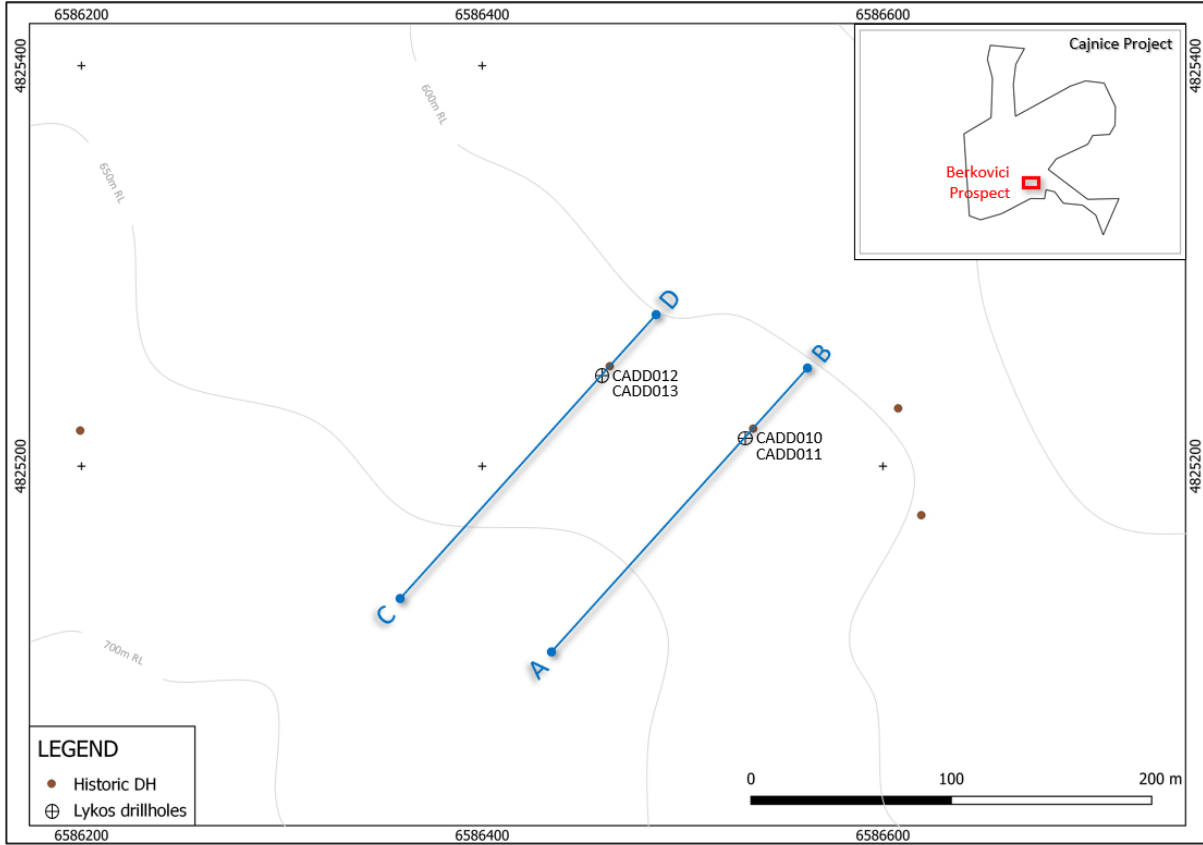 6586200 6586400 6586600
4825400
4825400
Cajnice Project
Berkovici
Prospect
600m RL
650m RL
D
B
CADD012
CADD013
CADD010
CADD011
4825200
4825200
C
A
700m RL
LEGEND
Historic DH
Lykos drillholes
0 100 200 m
6586200 6586400 6586600